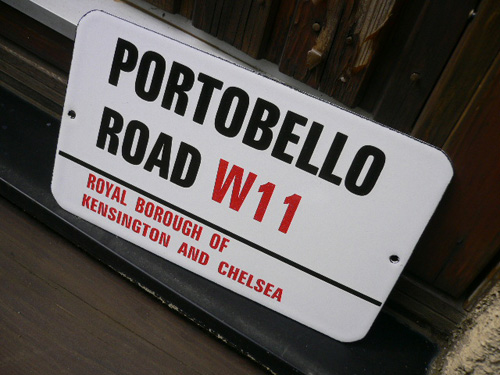 PORTOBELLO
ROAD W11
ROYAL BOROUGH OF
KENSINGTON AND CHELSEA